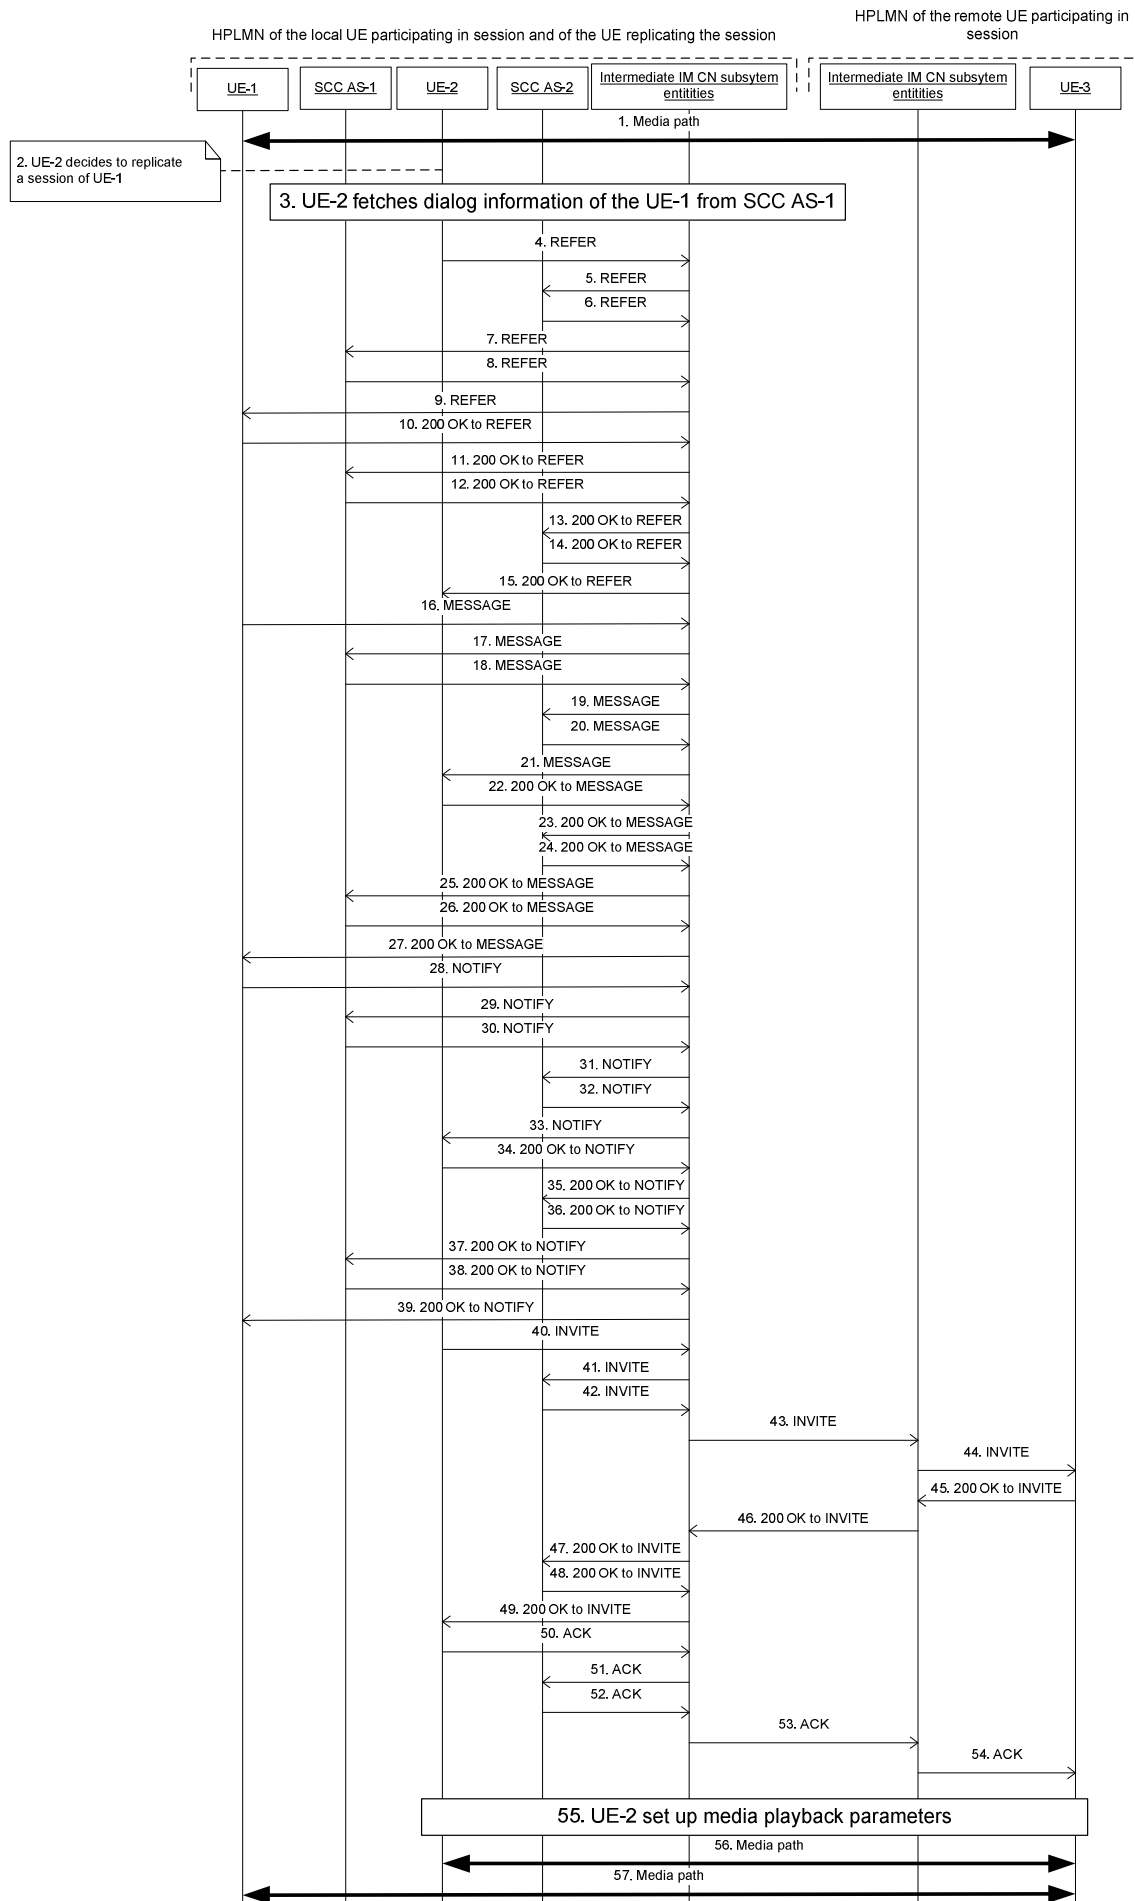 HPLMN of the remote UE participating in
session
HPLMN of the local UE participating in session and of the UE replicating the session
UE-1
SCC AS-1
UE-2
SCC AS-2
Intermediate IM CN subsytem
entitities
Intermediate IM CN subsytem
entitities
UE-3
1. Media path
2. UE-2 decides to replicate
a session of UE-1
3. UE-2 fetches dialog information of the UE-1 from SCC AS-1
4. REFER
5. REFER
6. REFER
7. REFER
8. REFER
9. REFER
10. 200 OK to REFER
11. 200 OK to REFER
12. 200 OK to REFER
13. 200 OK to REFER
14. 200 OK to REFER
15. 200 OK to REFER
16. MESSAGE
17. MESSAGE
18. MESSAGE
19. MESSAGE
20. MESSAGE
21. MESSAGE
22. 200 OK to MESSAGE
23. 200 OK to MESSAGE
24. 200 OK to MESSAGE
25. 200 OK to MESSAGE
26. 200 OK to MESSAGE
27. 200 OK to MESSAGE
28. NOTIFY
29. NOTIFY
30. NOTIFY
31. NOTIFY
32. NOTIFY
33. NOTIFY
34. 200 OK to NOTIFY
35. 200 OK to NOTIFY
36. 200 OK to NOTIFY
37. 200 OK to NOTIFY
38. 200 OK to NOTIFY
39. 200 OK to NOTIFY
40. INVITE
41. INVITE
42. INVITE
43. INVITE
44. INVITE
45. 200 OK to INVITE
46. 200 OK to INVITE
47. 200 OK to INVITE
48. 200 OK to INVITE
49. 200 OK to INVITE
50. ACK
51. ACK
52. ACK
53. ACK
54. ACK
55. UE-2 set up media playback parameters
56. Media path
57. Media path